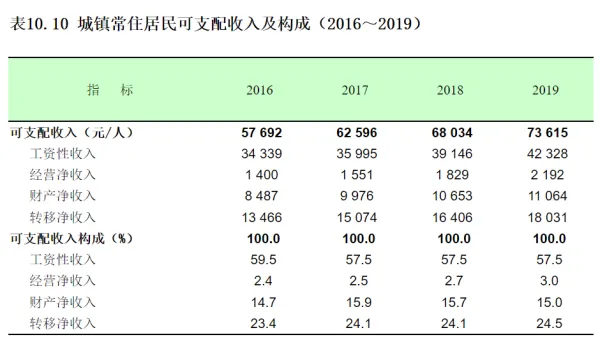 表10.10 城镇常住居民可支配收入及构成（2016～2019）
指 标 2016 2017 2018 2019
可支配收入（元/人） 57 692 62 596 68 034 73 615
工资性收入 34 339 35 995 39 146 42 328
经营净收入 1 400 1 551 1 829 2 192
财产净收入 8 487 9 976 10 653 11 064
转移净收入 13 466 15 074 16 406 18 031
可支配收入构成（%） 100.0 100.0 100.0 100.0
工资性收入 59.5 57.5 57.5 57.5
经营净收入 2.4 2.5 2.7 3.0
财产净收入 14.7 15.9 15.7 15.0
转移净收入 23.4 24.1 24.1 24.5